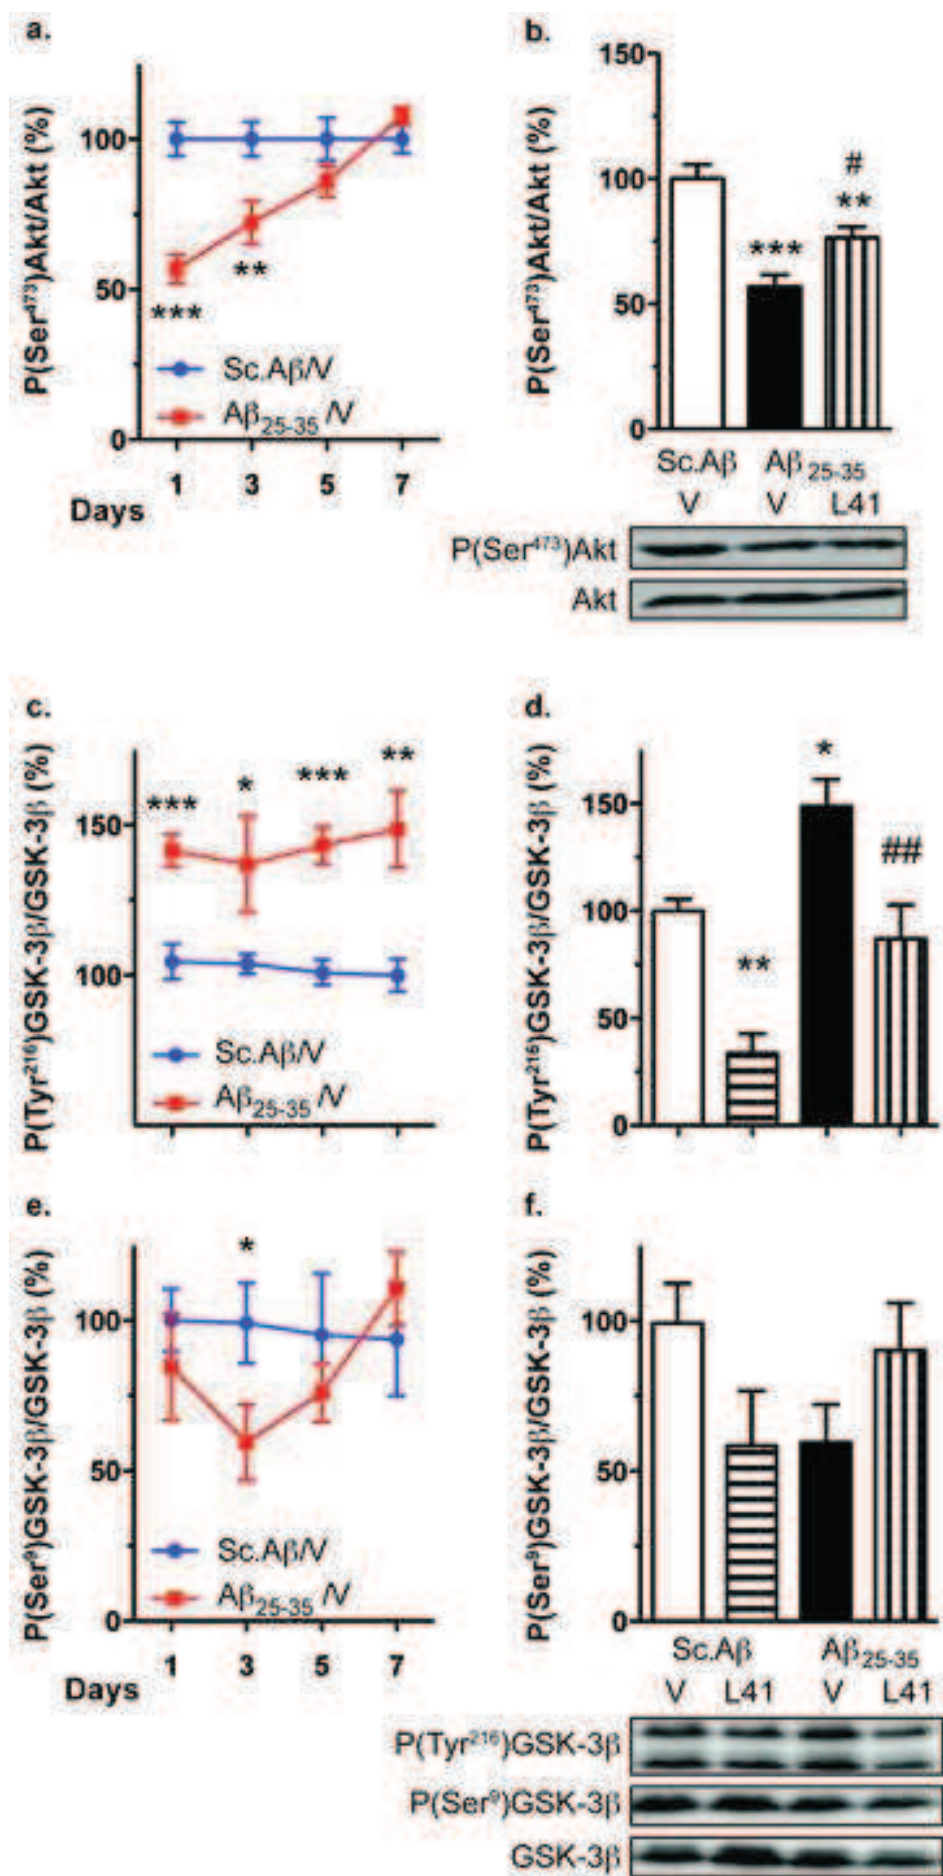 a.
P(Ser⁴⁷³)Akt/Akt (%)
100
50
0
***
**
Sc.Aβ/V
Aβ₂₅₋₃₅ /V
1 3 5 7
Days
b.
P(Ser⁴⁷³)Akt/Akt (%)
150
100
50
0
***
#
**
Sc.Aβ Aβ₂₅₋₃₅
V V L41
P(Ser⁴⁷³)Akt
Akt
c.
P(Tyr²¹⁶)GSK-3β/GSK-3β (%)
150
100
*** * *** **
Sc.Aβ/V
Aβ₂₅₋₃₅ /V
d.
P(Tyr²¹⁶)GSK-3β/GSK-3β (%)
150
100
50
0
**
*
##
e.
P(Ser⁹)GSK-3β/GSK-3β (%)
100
50
0
*
Sc.Aβ/V
Aβ₂₅₋₃₅ /V
1 3 5 7
Days
f.
P(Ser⁹)GSK-3β/GSK-3β (%)
100
50
0
Sc.Aβ Aβ₂₅₋₃₅
V L41 V L41
P(Tyr²¹⁶)GSK-3β
P(Ser⁹)GSK-3β
GSK-3β